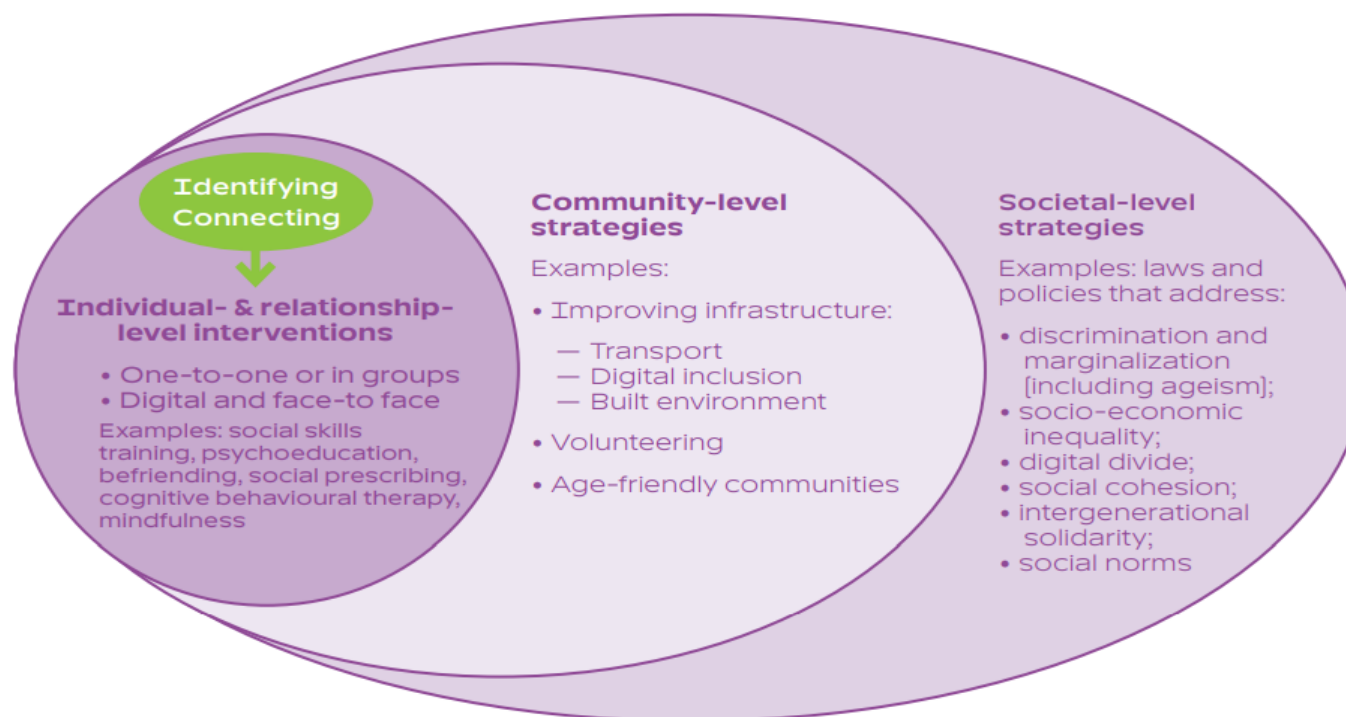 Identifying
Connecting
Individual- & relationship-
level interventions
• One-to-one or in groups
• Digital and face-to face
Examples: social skills
training, psychoeducation,
befriending, social prescribing,
cognitive behavioural therapy,
mindfulness
Community-level
strategies
Examples:
• Improving infrastructure:
— Transport
— Digital inclusion
— Built environment
• Volunteering
• Age-friendly communities
Societal-level
strategies
Examples: laws and
policies that address:
• discrimination and
marginalization
(including ageism);
• socio-economic
inequality;
• digital divide;
• social cohesion;
• intergenerational
solidarity;
• social norms